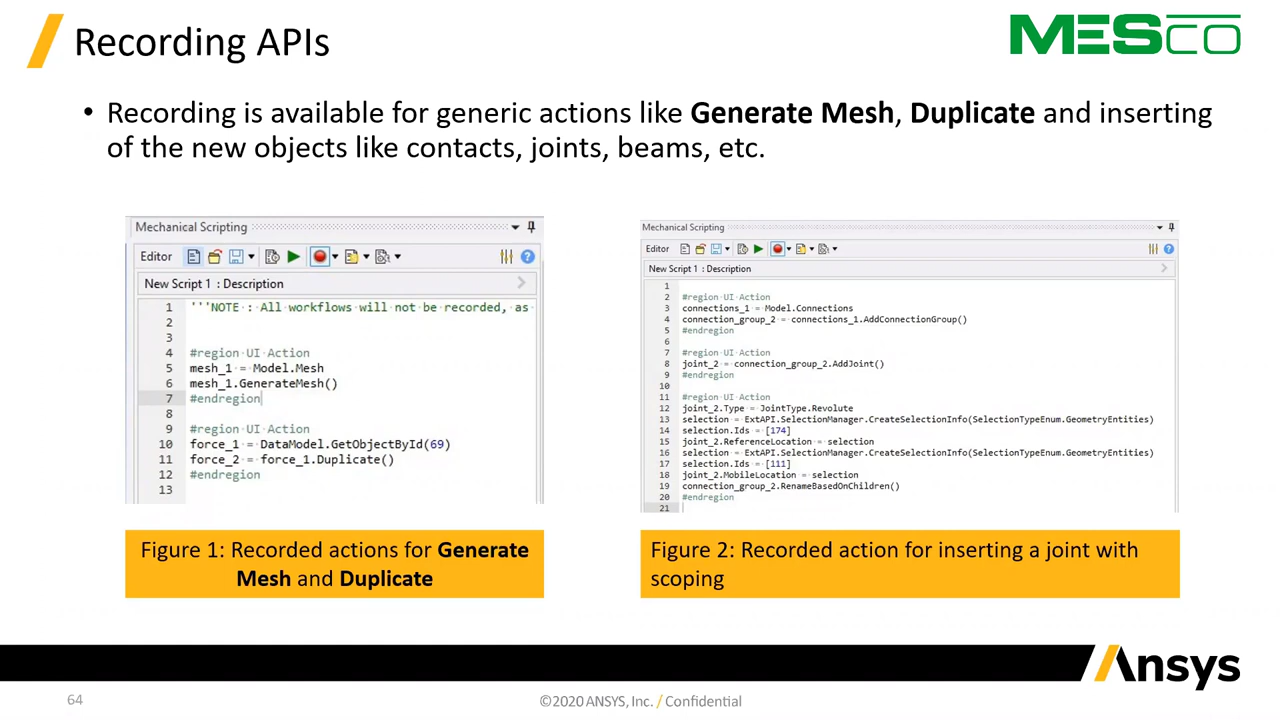 Recording APIs
MESCO
• Recording is available for generic actions like Generate Mesh, Duplicate and inserting
of the new objects like contacts, joints, beams, etc.
Mechanical Scripting
Editor
New Script 1 : Description
1 '''NOTE : All workflows will not be recorded, as
2
3
4 #region UI Action
5 mesh_1 = Model.Mesh
6 mesh_1.GenerateMesh()
7 #endregion
8
9 #region UI Action
10 force_1 = DataModel.GetObjectById(69)
11 force_2 = force_1.Duplicate()
12 #endregion
13
Figure 1: Recorded actions for Generate
Mesh and Duplicate
Mechanical Scripting
Editor
New Script 1 : Description
1
2 #region UI Action
3 connections_1 = Model.Connections
4 connection_group_2 = connections_1.AddConnectionGroup()
5 #endregion
6
7 #region UI Action
8 joint_2 = connection_group_2.AddJoint()
9 #endregion
10
11 #region UI Action
12 joint_2.Type = JointType.Revolute
13 selection = ExtAPI.SelectionManager.CreateSelectionInfo(SelectionTypeEnum.GeometryEntities)
14 selection.Ids = [174]
15 joint_2.ReferenceLocation = selection
16 selection = ExtAPI.SelectionManager.CreateSelectionInfo(SelectionTypeEnum.GeometryEntities)
17 selection.Ids = [111]
18 joint_2.MobileLocation = selection
19 connection_group_2.RenameBasedOnChildren()
20 #endregion
21
Figure 2: Recorded action for inserting a joint with
scoping
Ansys
64
©2020 ANSYS, Inc. / Confidential